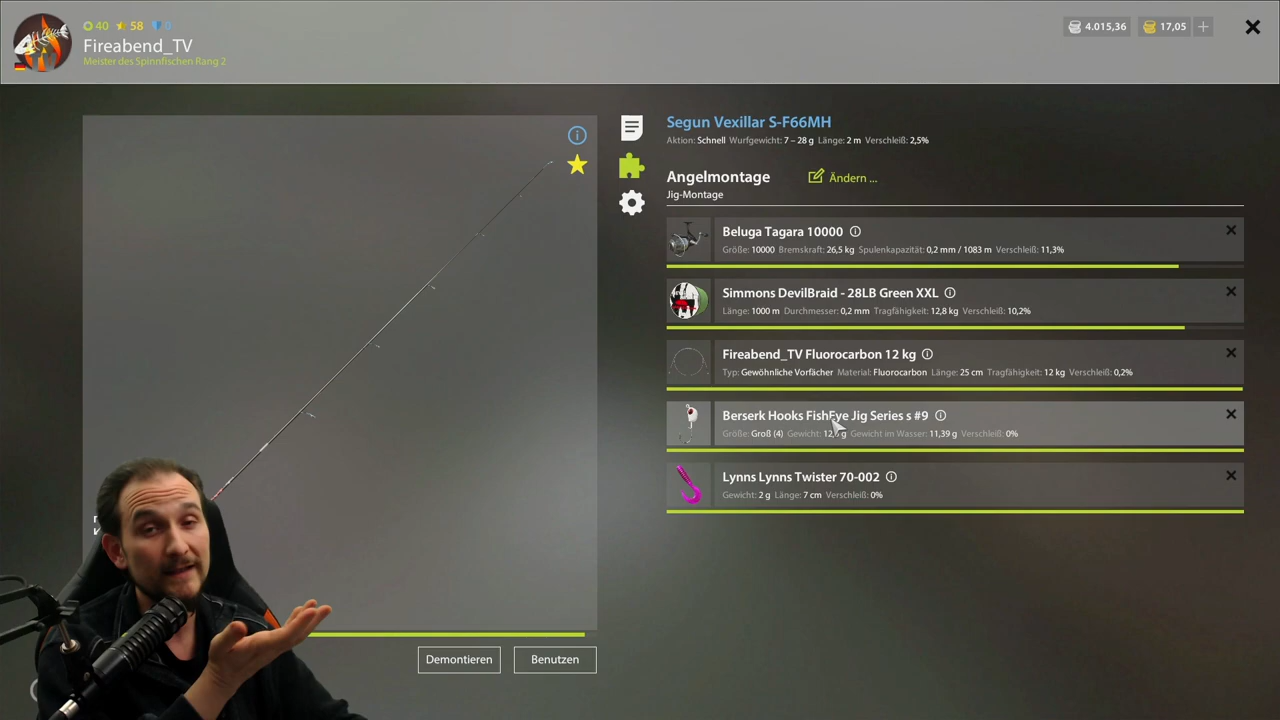 40 58 0
Fireabend_TV
Meister des Spinnfischen Rang 2
4.015,36 17,05
Segun Vexillar S-F66MH
Aktion: Schnell Wurfgewicht: 7 – 28 g Länge: 2 m Verschleiß: 2,5%
Angelmontage Ändern ...
Jig-Montage
Beluga Tagara 10000
Größe: 10000 Bremskraft: 26,5 kg Spulenkapazität: 0,2 mm / 1083 m Verschleiß: 11,3%
Simmons DevilBraid - 28LB Green XXL
Länge: 1000 m Durchmesser: 0,2 mm Tragfähigkeit: 12,8 kg Verschleiß: 10,2%
Fireabend_TV Fluorocarbon 12 kg
Typ: Gewöhnliche Vorfächer Material: Fluorocarbon Länge: 25 cm Tragfähigkeit: 12 kg Verschleiß: 0,2%
Berserk Hooks FishEye Jig Series s #9
Größe: Groß (4) Gewicht: g Gewicht im Wasser: 11,39 g Verschleiß: 0%
Lynns Lynns Twister 70-002
Gewicht: 2 g Länge: 7 cm Verschleiß: 0%
Demontieren Benutzen